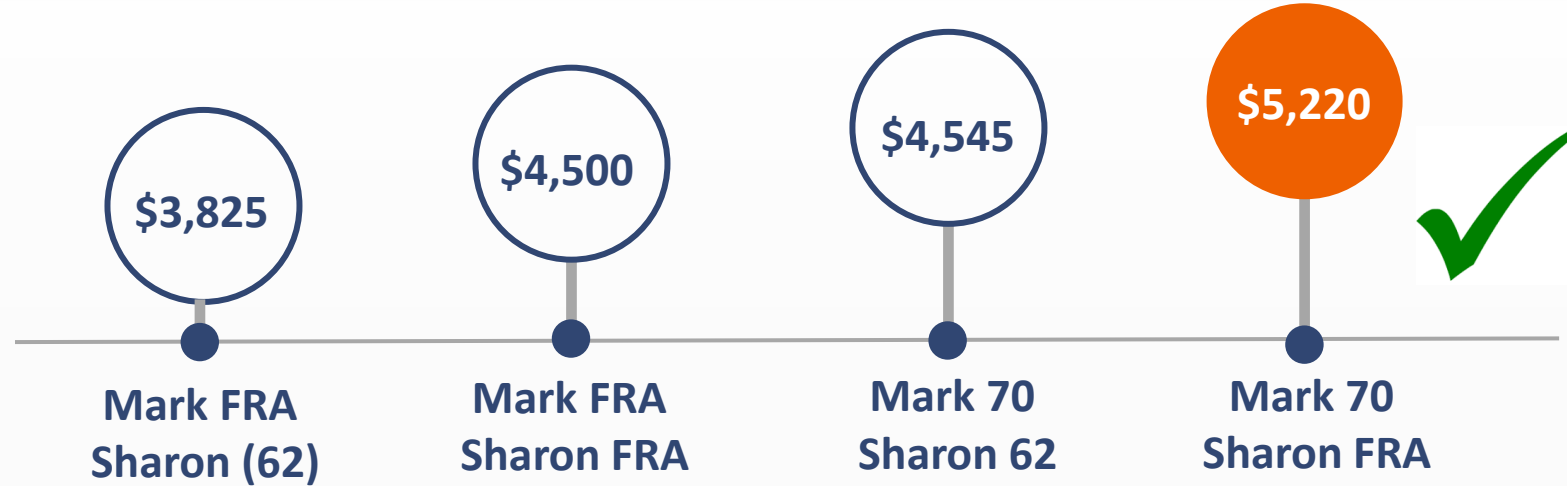 $3,825
$4,500
$4,545
$5,220
Mark FRA
Sharon (62)
Mark FRA
Sharon FRA
Mark 70
Sharon 62
Mark 70
Sharon FRA